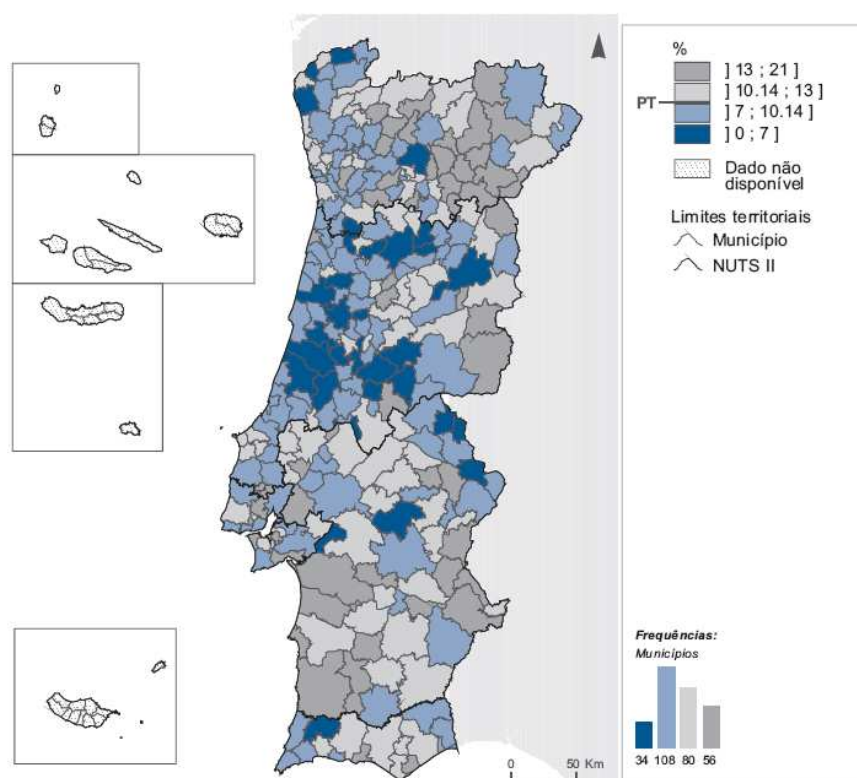 %
] 13 ; 21 ]
] 10.14 ; 13 ]
PT
] 7 ; 10.14 ]
] 0 ; 7 ]
Dado não
disponível
Limites territoriais
Município
NUTS II
Frequências:
Municípios
34 108 80 56
0 50 Km